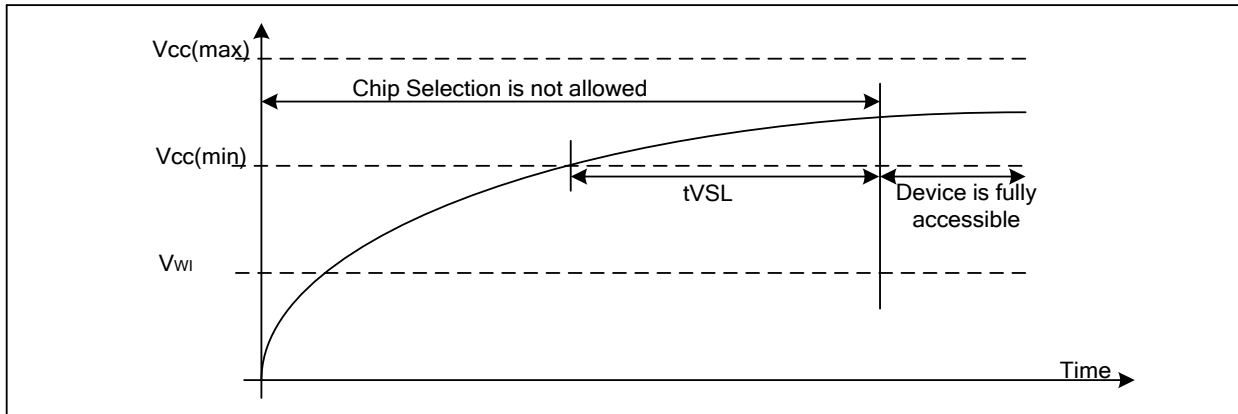 Vcc(max)
Chip Selection is not allowed
Vcc(min)
tVSL
Device is fully
accessible
VWI
Time